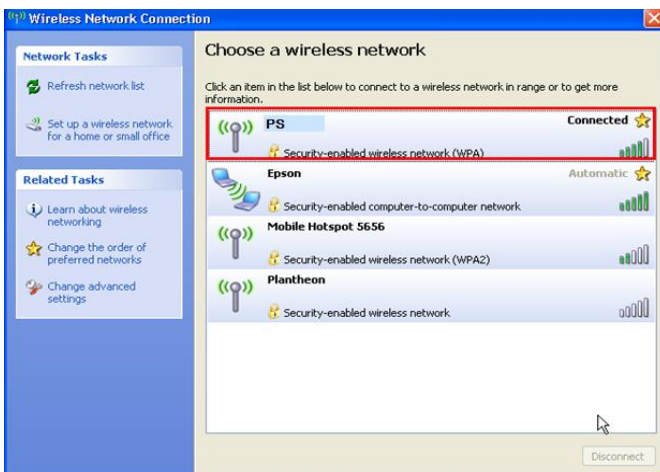 Wireless Network Connection
Network Tasks
Refresh network list
Set up a wireless network
for a home or small office
Related Tasks
Learn about wireless
networking
Change the order of
preferred networks
Change advanced
settings
Choose a wireless network
Click an item in the list below to connect to a wireless network in range or to get more
information.
PS
Connected
Security-enabled wireless network (WPA)
Epson
Automatic
Security-enabled computer-to-computer network
Mobile Hotspot 5656
Security-enabled wireless network (WPA2)
Plantheon
Security-enabled wireless network
Disconnect